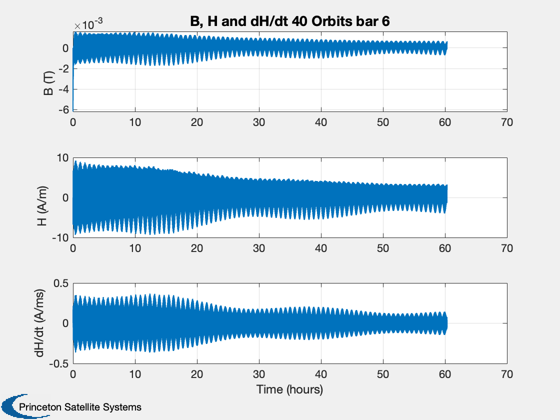 B, H and dH/dt 40 Orbits bar 6
×10⁻³
0
-2
-4
-6
B (T)
0 10 20 30 40 50 60 70
10
0
-10
H (A/m)
0 10 20 30 40 50 60 70
0.5
0
-0.5
dH/dt (A/ms)
0 10 20 30 40 50 60 70
Time (hours)
Princeton Satellite Systems